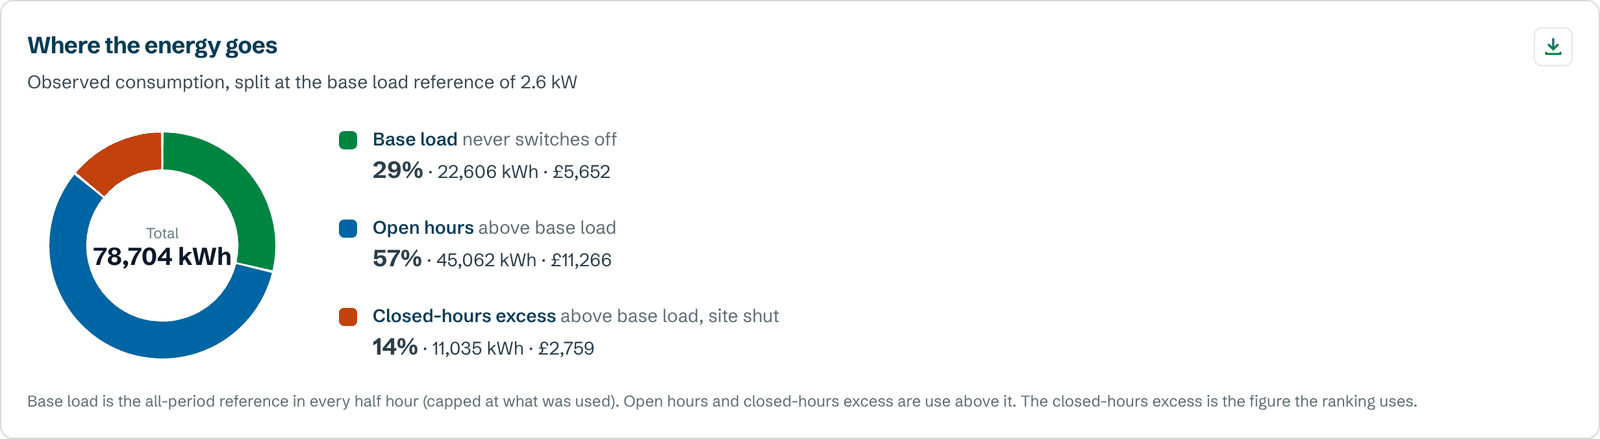 Where the energy goes
Observed consumption, split at the base load reference of 2.6 kW
Total
78,704 kWh
Base load never switches off
29% · 22,606 kWh · £5,652
Open hours above base load
57% · 45,062 kWh · £11,266
Closed-hours excess above base load, site shut
14% · 11,035 kWh · £2,759
Base load is the all-period reference in every half hour (capped at what was used). Open hours and closed-hours excess are use above it. The closed-hours excess is the figure the ranking uses.